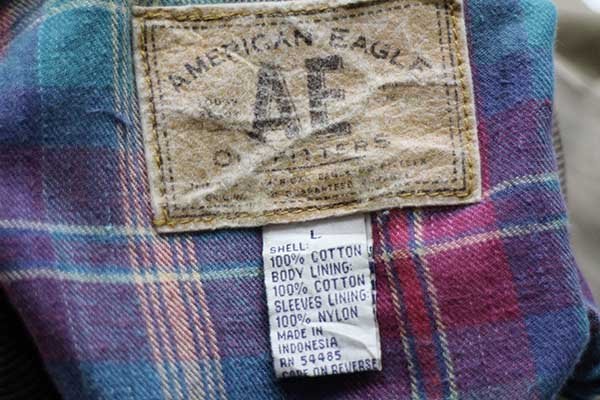 AMERICAN EAGLE
AE
OUTFITTERS
L
SHELL:
100% COTTON
BODY LINING:
100% COTTON
SLEEVES LINING:
100% NYLON
MADE IN
INDONESIA
RN 54485
CARE ON REVERSE